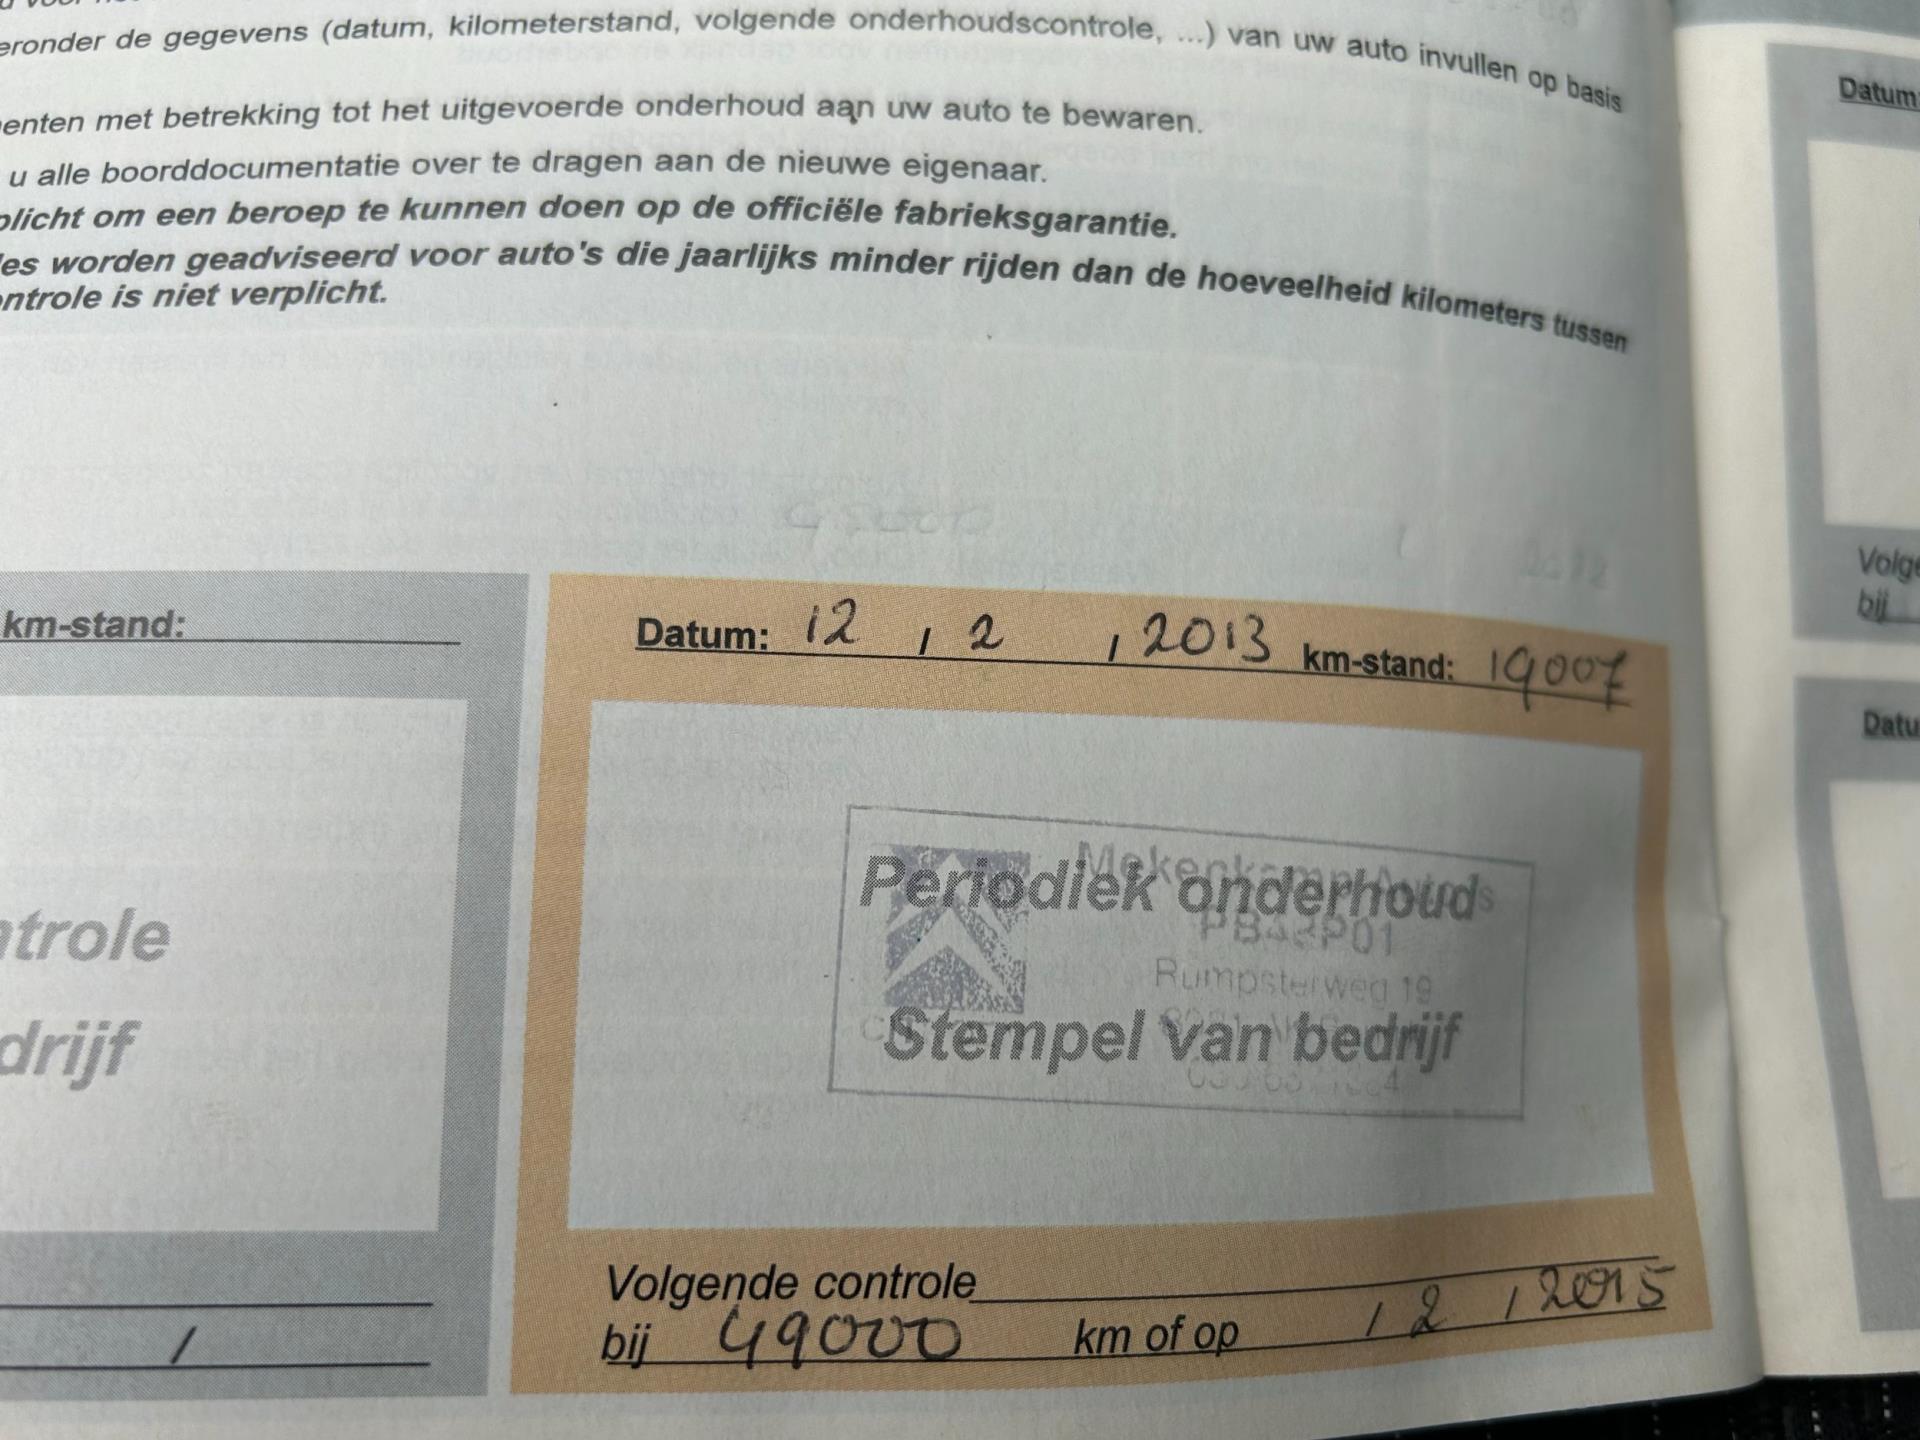 eronder de gegevens (datum, kilometerstand, volgende onderhoudscontrole, ...) van uw auto invullen op basis
enten met betrekking tot het uitgevoerde onderhoud aan uw auto te bewaren.
u alle boorddocumentatie over te dragen aan de nieuwe eigenaar.
plicht om een beroep te kunnen doen op de officiële fabrieksgarantie.
les worden geadviseerd voor auto's die jaarlijks minder rijden dan de hoeveelheid kilometers tussen
ontrole is niet verplicht.
km-stand:
ntrole
drijf
/
Datum: 12 / 2 / 2013 km-stand: 19007
Periodiek onderhoud
Rumpsterweg 19
Stempel van bedrijf
Volgende controle
bij 49000 km of op / 2 / 2015
Datum:
Volge
bij
Datu